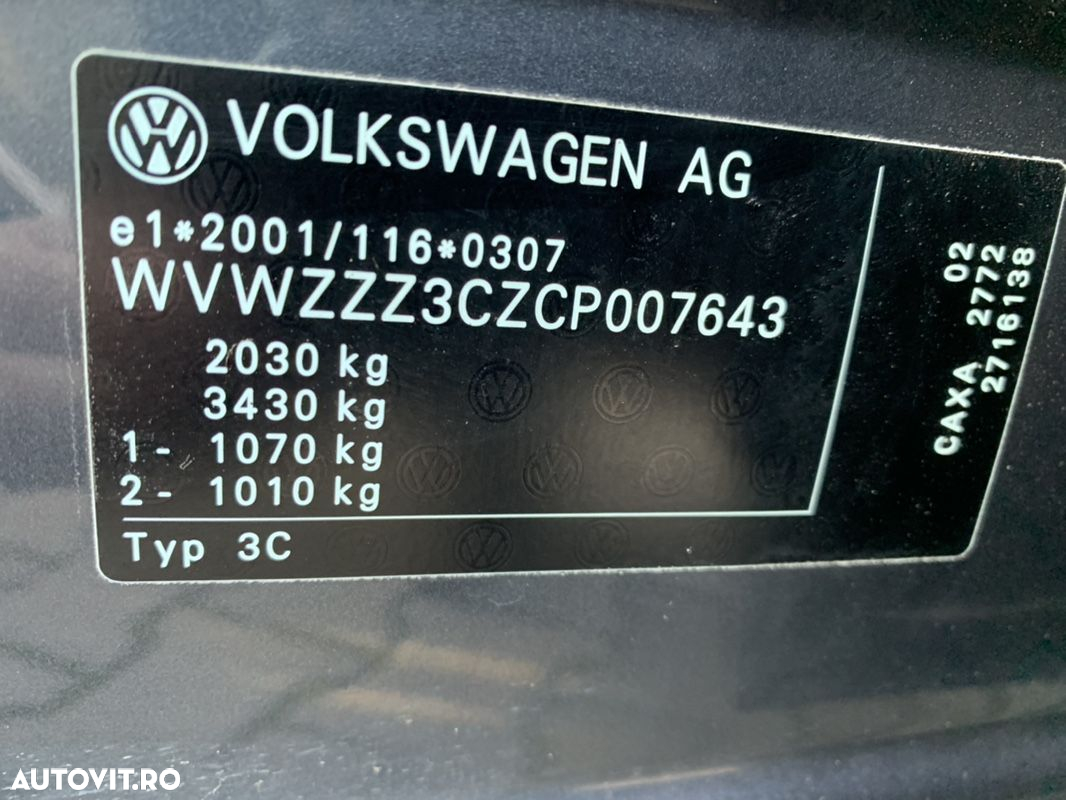 VOLKSWAGEN AG
e1*2001/116*0307
WVWZZZ3CZCP007643
2030 kg
3430 kg
1- 1070 kg
2- 1010 kg
Typ 3C
02
CAXA 2772
2716138
AUTOVIT.RO